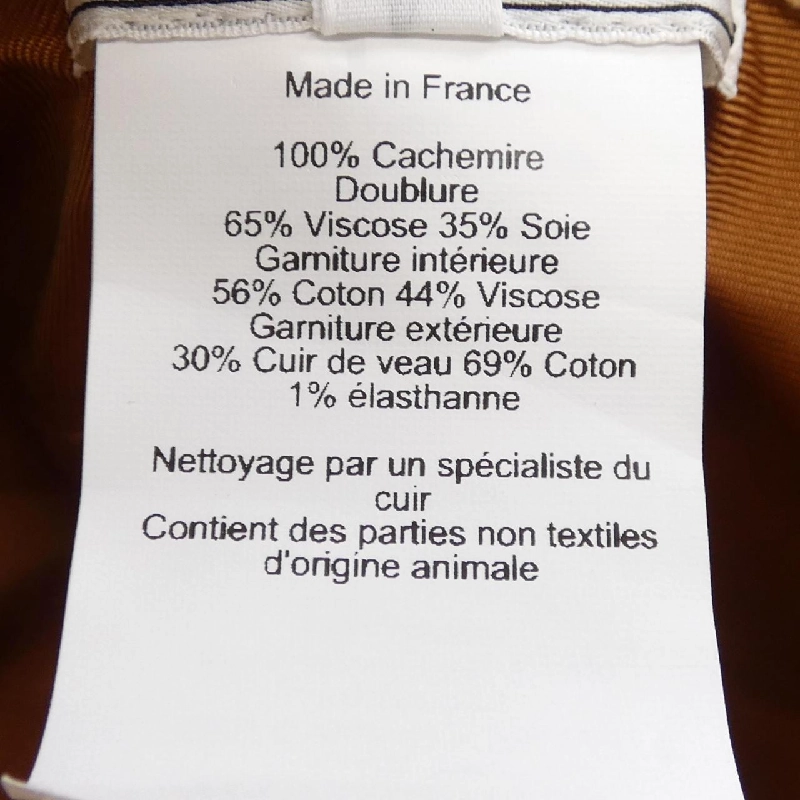 Made in France
100% Cachemire
Doublure
65% Viscose 35% Soie
Garniture intérieure
56% Coton 44% Viscose
Garniture extérieure
30% Cuir de veau 69% Coton
1% élasthanne
Nettoyage par un spécialiste du
cuir
Contient des parties non textiles
d'origine animale